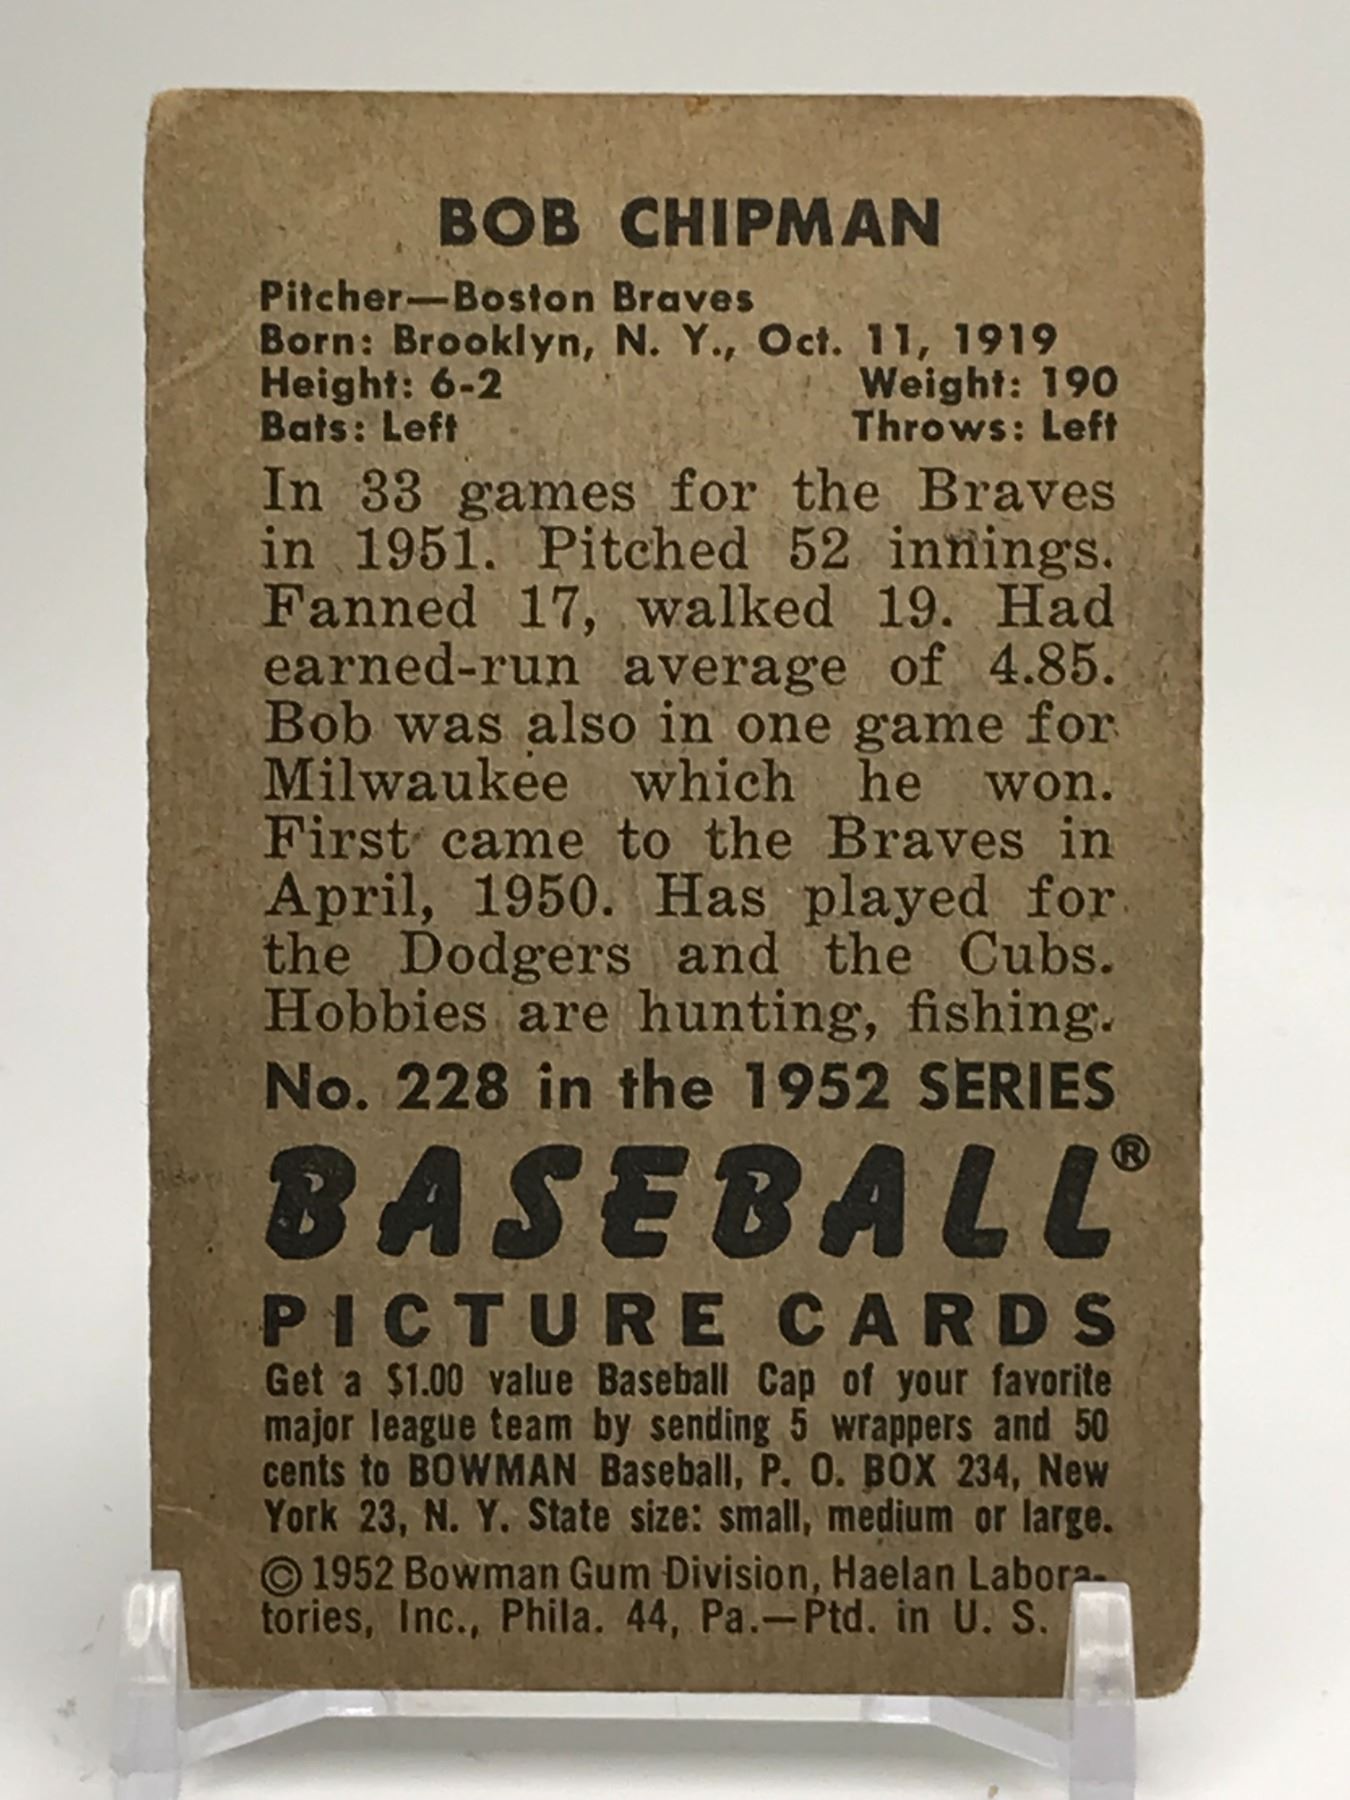 BOB CHIPMAN
Pitcher—Boston Braves
Born: Brooklyn, N. Y., Oct. 11, 1919
Height: 6-2 Weight: 190
Bats: Left Throws: Left
In 33 games for the Braves
in 1951. Pitched 52 innings.
Fanned 17, walked 19. Had
earned-run average of 4.85.
Bob was also in one game for
Milwaukee which he won.
First came to the Braves in
April, 1950. Has played for
the Dodgers and the Cubs.
Hobbies are hunting, fishing.
No. 228 in the 1952 SERIES
BASEBALL®
PICTURE CARDS
Get a $1.00 value Baseball Cap of your favorite
major league team by sending 5 wrappers and 50
cents to BOWMAN Baseball, P. O. BOX 234, New
York 23, N. Y. State size: small, medium or large.
© 1952 Bowman Gum Division, Haelan Labora-
tories, Inc., Phila. 44, Pa.—Ptd. in U. S.